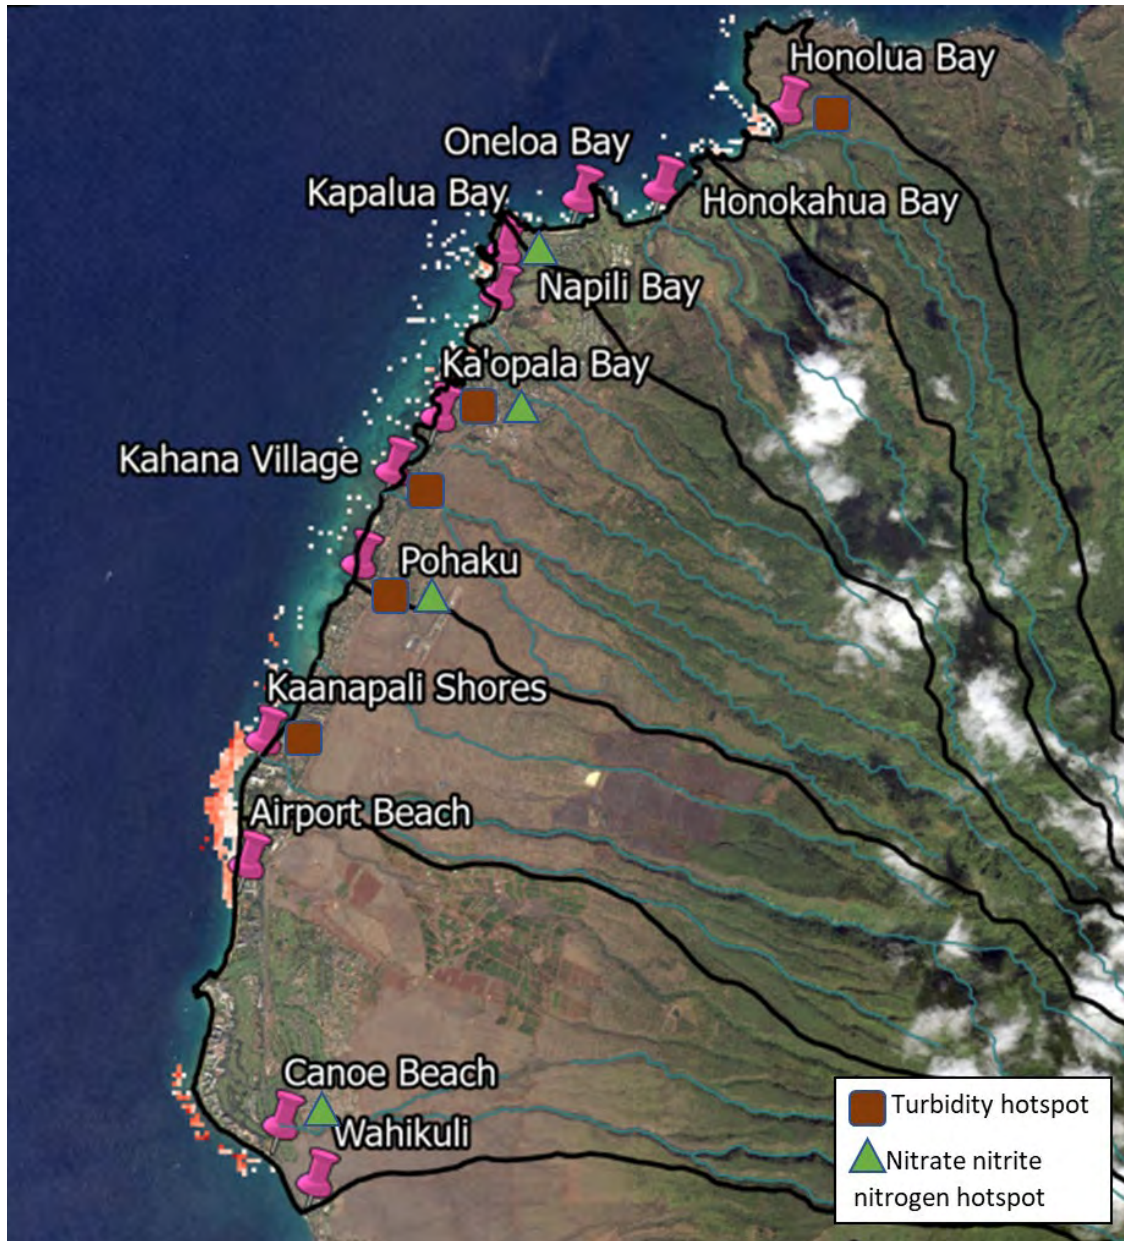 Honolua Bay
Oneloa Bay
Kapalua Bay
Honokahua Bay
Napili Bay
Ka'opala Bay
Kahana Village
Pohaku
Kaanapali Shores
Airport Beach
Canoe Beach
Wahikuli
Turbidity hotspot
Nitrate nitrite
nitrogen hotspot